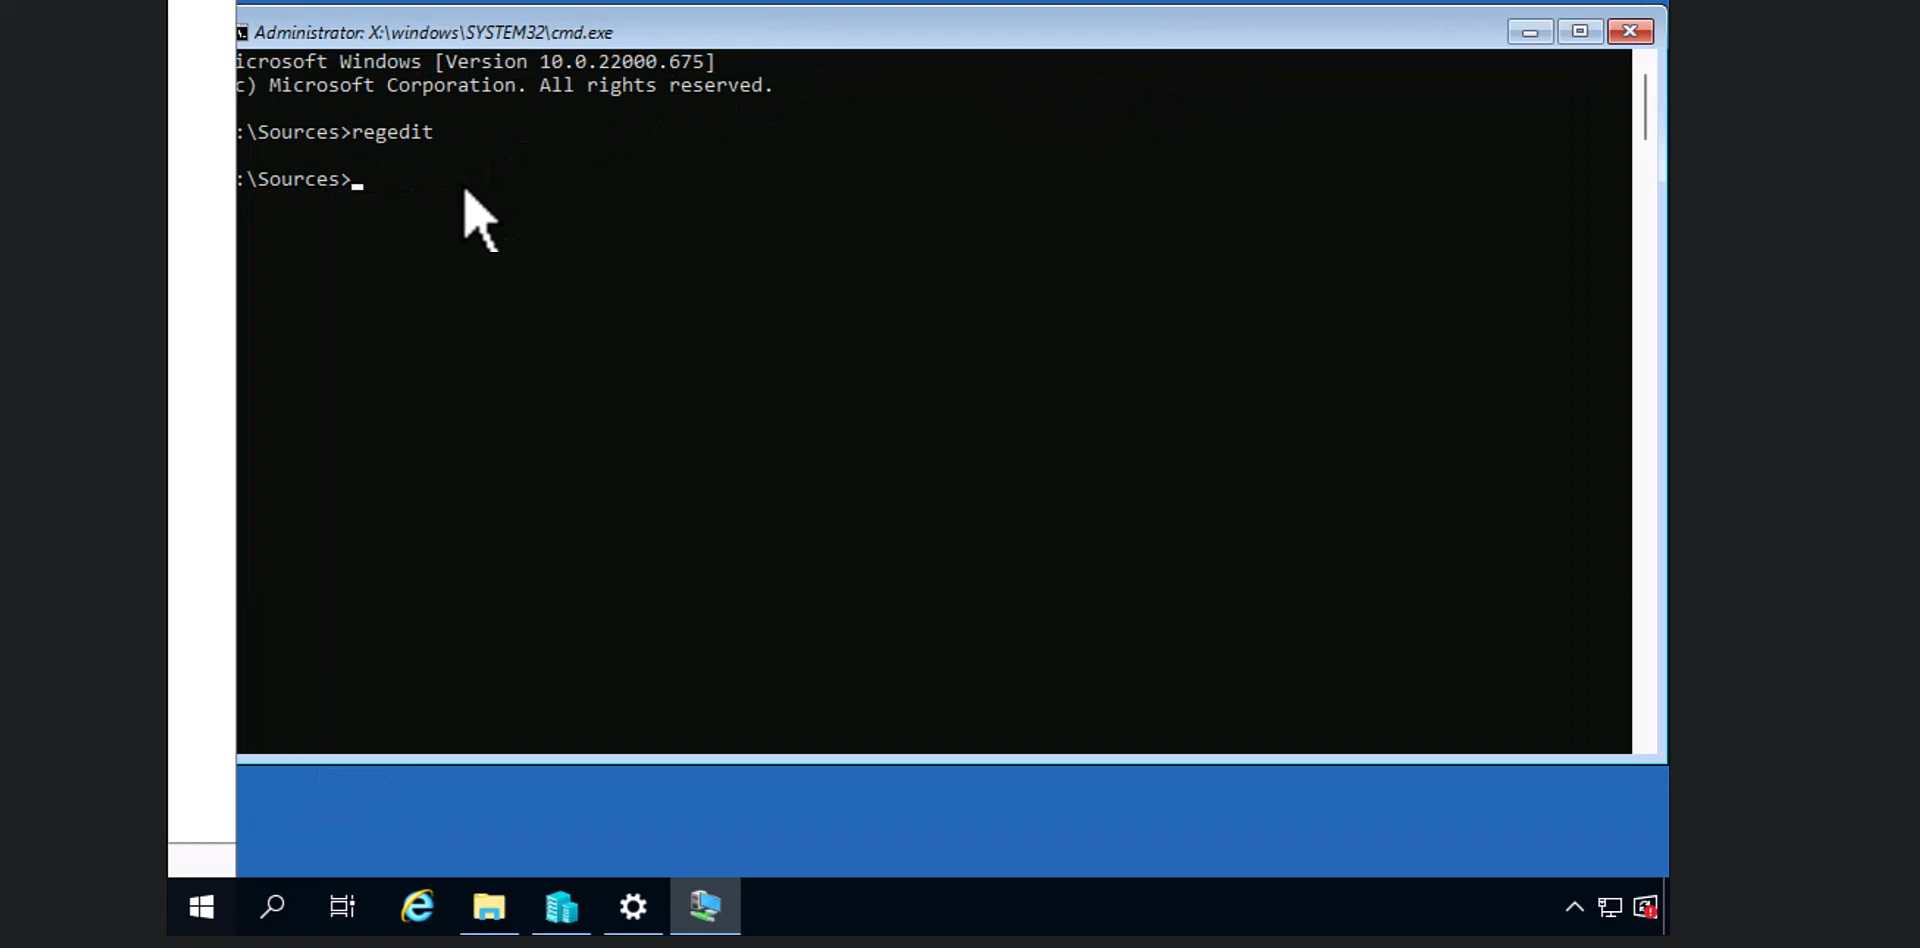 Administrator: X:\windows\SYSTEM32\cmd.exe
icrosoft Windows [Version 10.0.22000.675]
c) Microsoft Corporation. All rights reserved.
:\Sources>regedit
:\Sources>